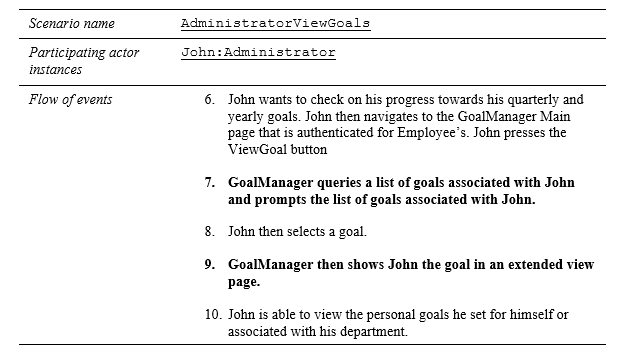 Scenario name AdministratorViewGoals
Participating actor John:Administrator
instances
Flow of events 6. John wants to check on his progress towards his quarterly and
yearly goals. John then navigates to the GoalManager Main
page that is authenticated for Employee’s. John presses the
ViewGoal button
7. GoalManager queries a list of goals associated with John
and prompts the list of goals associated with John.
8. John then selects a goal.
9. GoalManager then shows John the goal in an extended view
page.
10. John is able to view the personal goals he set for himself or
associated with his department.